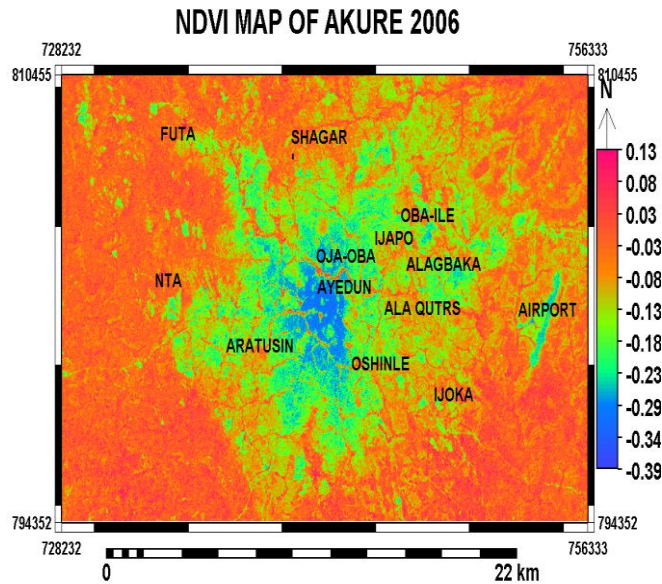 NDVI MAP OF AKURE 2006
728232 756333
810455 810455
N
FUTA
SHAGAR
0.13
0.08
0.03
-0.03
-0.08
-0.13
-0.18
-0.23
-0.29
-0.34
-0.39
OBA-ILE
IJAPO
OJA-OBA
ALAGBAKA
NTA
AYEDUN
ALA QUTRS
AIRPORT
ARATUSIN
OSHINLE
IJOKA
794352 794352
728232 756333
0 22 km